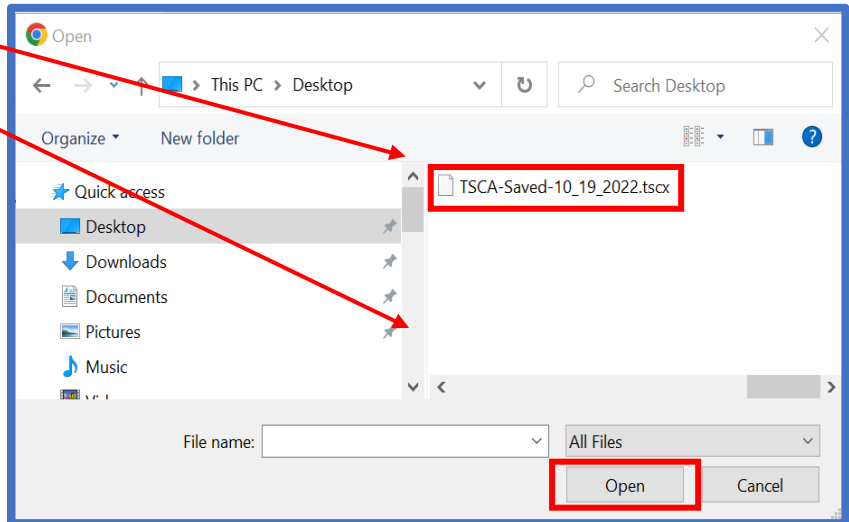 Open
This PC > Desktop
Search Desktop
Organize
New folder
?
Quick access
TSCA-Saved-10_19_2022.tscx
Desktop
Downloads
Documents
Pictures
Music
File name:
All Files
Open
Cancel